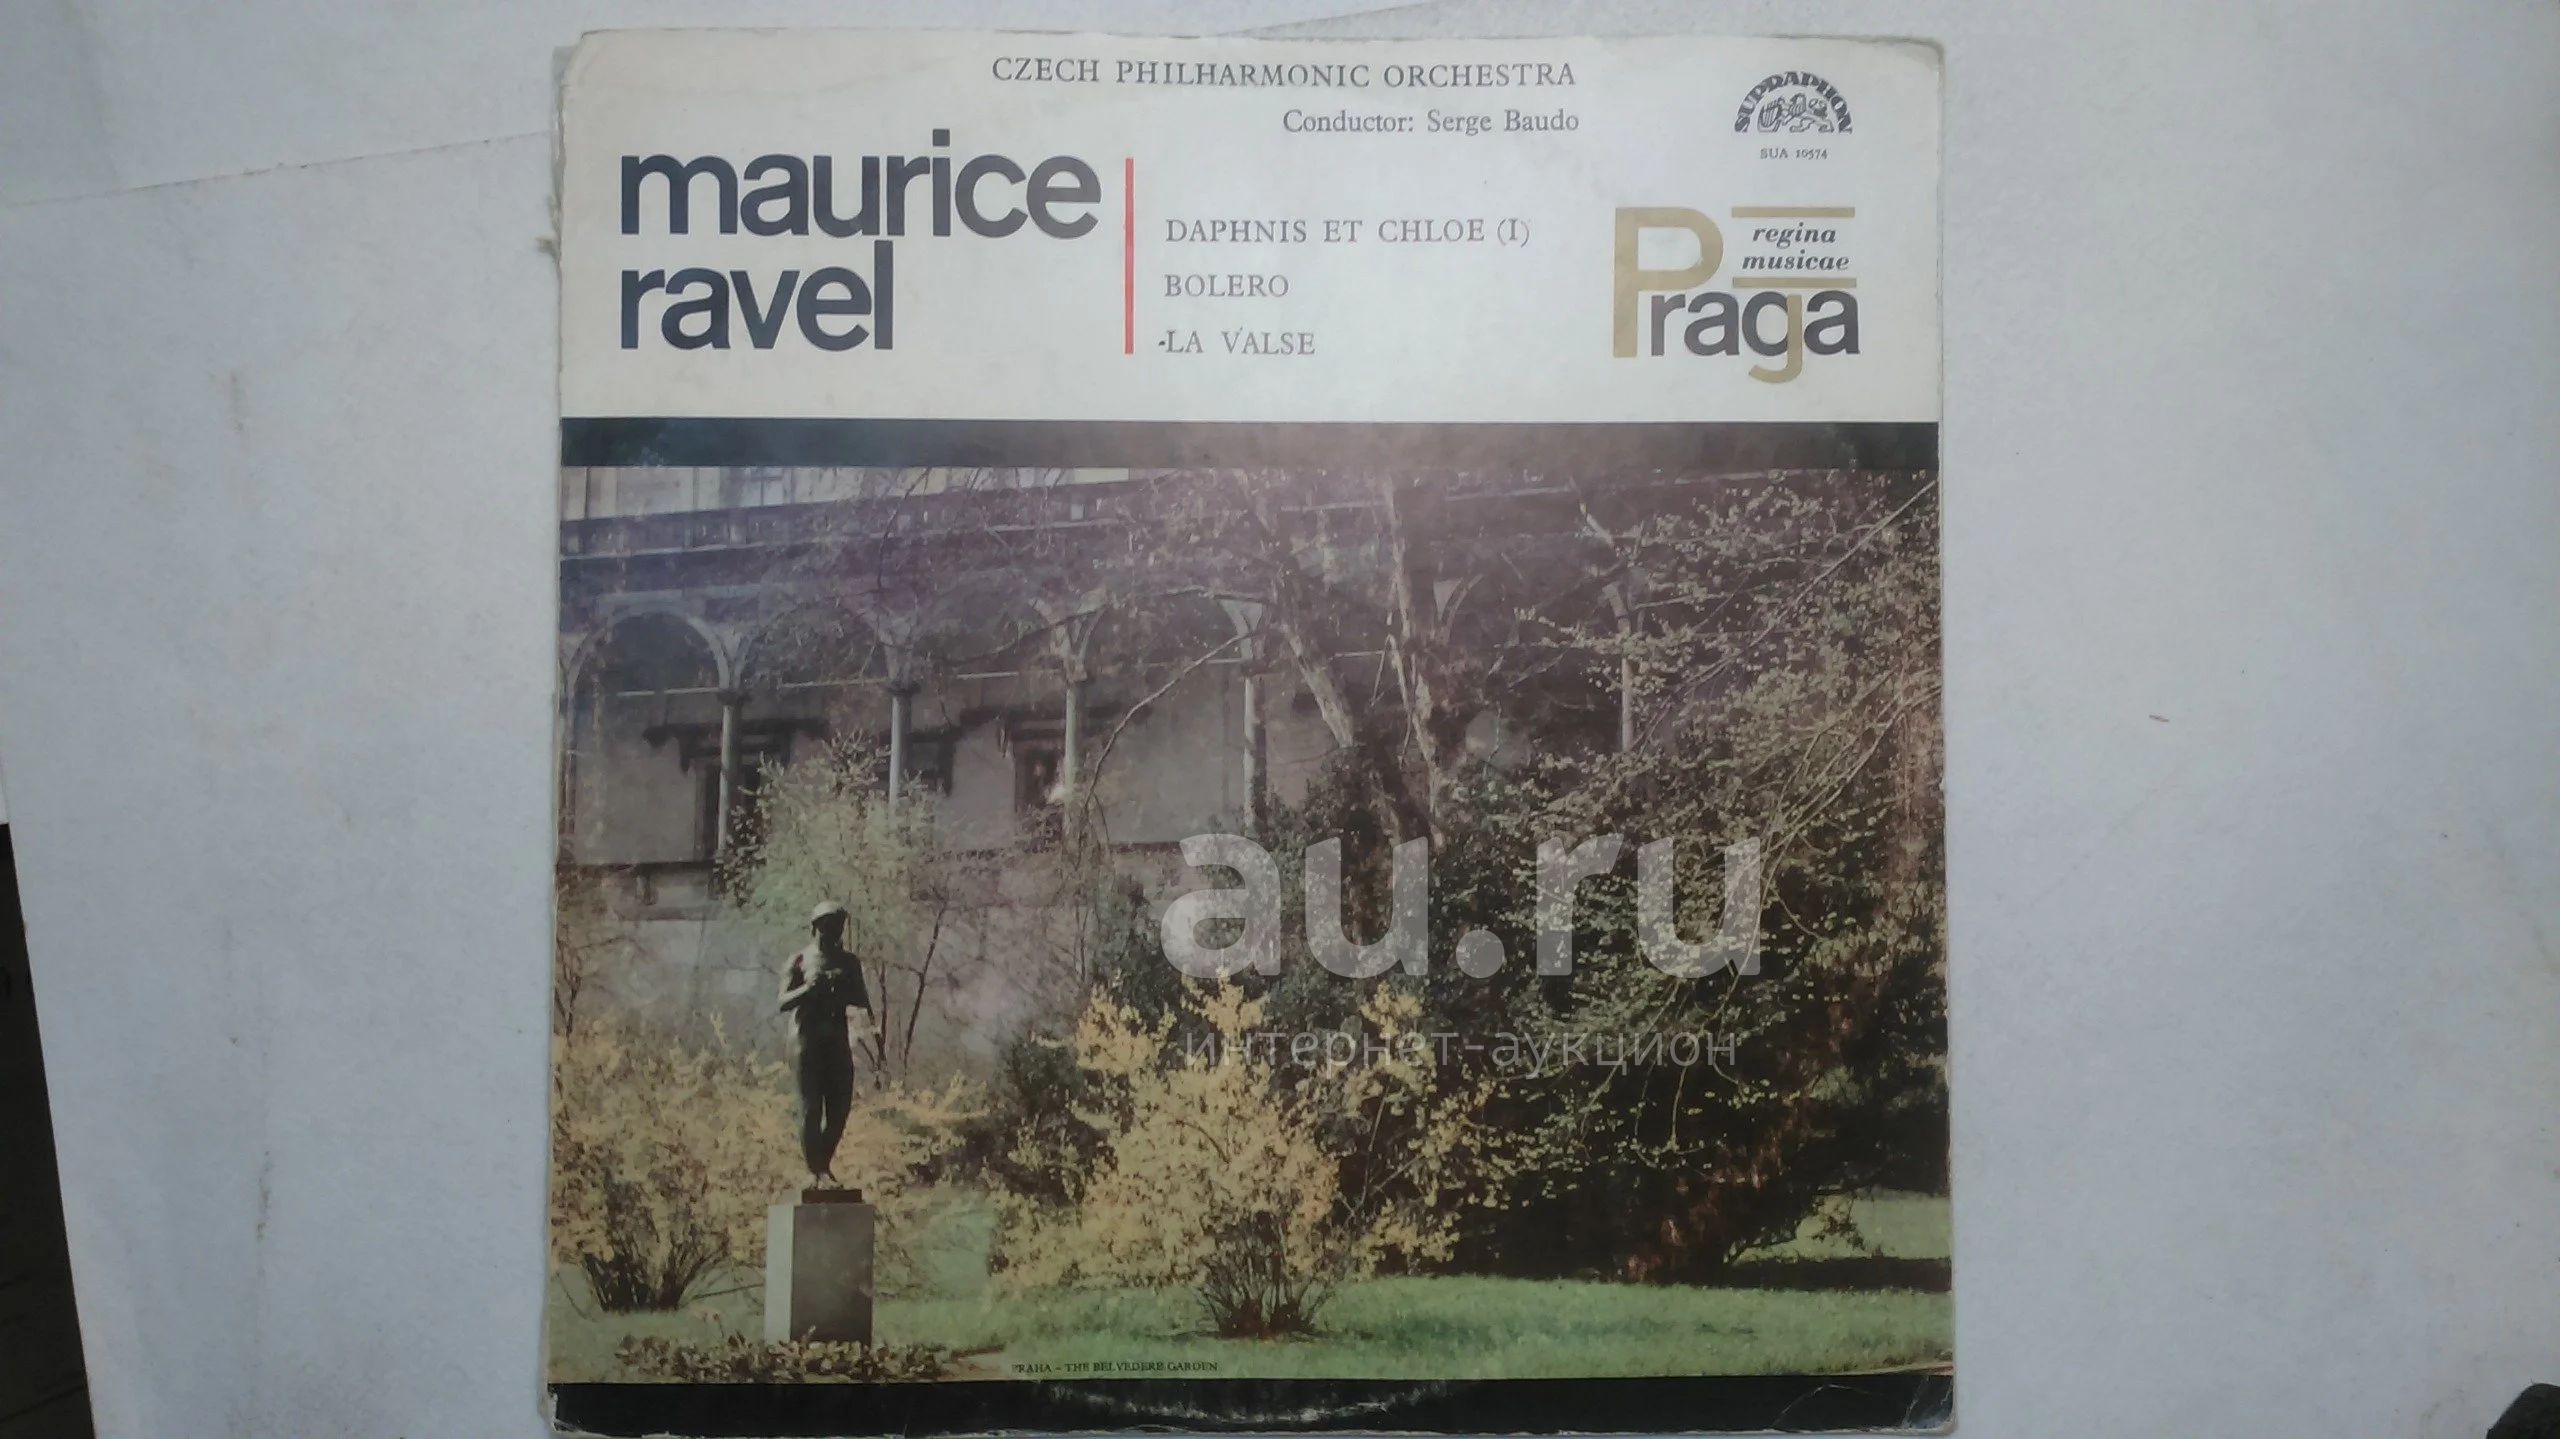 CZECH PHILHARMONIC ORCHESTRA
Conductor: Serge Baudo
SUPRAPHON
SUA 10574
maurice
ravel
DAPHNIS ET CHLOE (I)
BOLERO
LA VALSE
regina
musicae
Praga
au.ru
интернет-аукцион
PRAHA - THE BELVEDERE GARDEN